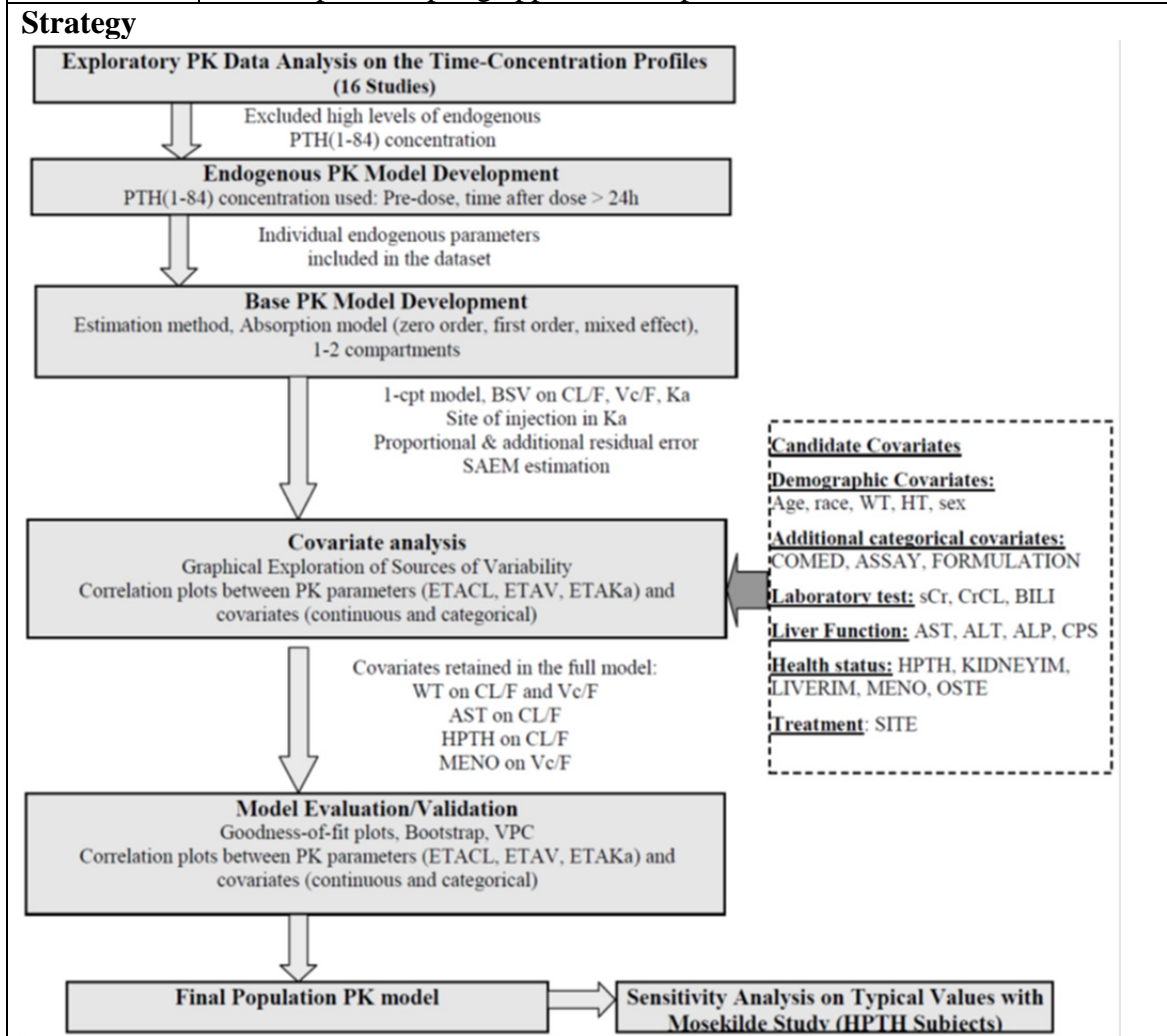 Strategy
Exploratory PK Data Analysis on the Time-Concentration Profiles
(16 Studies)
Excluded high levels of endogenous
PTH(1-84) concentration
Endogenous PK Model Development
PTH(1-84) concentration used: Pre-dose, time after dose > 24h
Individual endogenous parameters
included in the dataset
Base PK Model Development
Estimation method, Absorption model (zero order, first order, mixed effect),
1-2 compartments
1-cpt model, BSV on CL/F, Vc/F, Ka
Site of injection in Ka
Proportional & additional residual error
SAEM estimation
Covariate analysis
Graphical Exploration of Sources of Variability
Correlation plots between PK parameters (ETACL, ETAV, ETAKa) and
covariates (continuous and categorical)
Candidate Covariates
Demographic Covariates:
Age, race, WT, HT, sex
Additional categorical covariates:
COMED, ASSAY, FORMULATION
Laboratory test: sCr, CrCL, BILI
Liver Function: AST, ALT, ALP, CPS
Health status: HPTH, KIDNEYIM,
LIVERIM, MENO, OSTE
Treatment: SITE
Covariates retained in the full model:
WT on CL/F and Vc/F
AST on CL/F
HPTH on CL/F
MENO on Vc/F
Model Evaluation/Validation
Goodness-of-fit plots, Bootstrap, VPC
Correlation plots between PK parameters (ETACL, ETAV, ETAKa) and
covariates (continuous and categorical)
Final Population PK model
Sensitivity Analysis on Typical Values with
Mosekilde Study (HPTH Subjects)